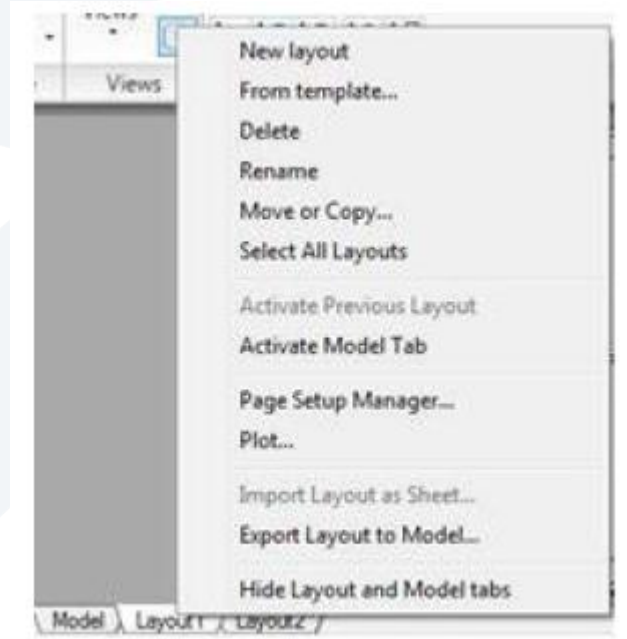 Views
Views
New layout
From template...
Delete
Rename
Move or Copy...
Select All Layouts
Activate Previous Layout
Activate Model Tab
Page Setup Manager...
Plot...
Import Layout as Sheet...
Export Layout to Model...
Hide Layout and Model tabs
Model Layout1 Layout2